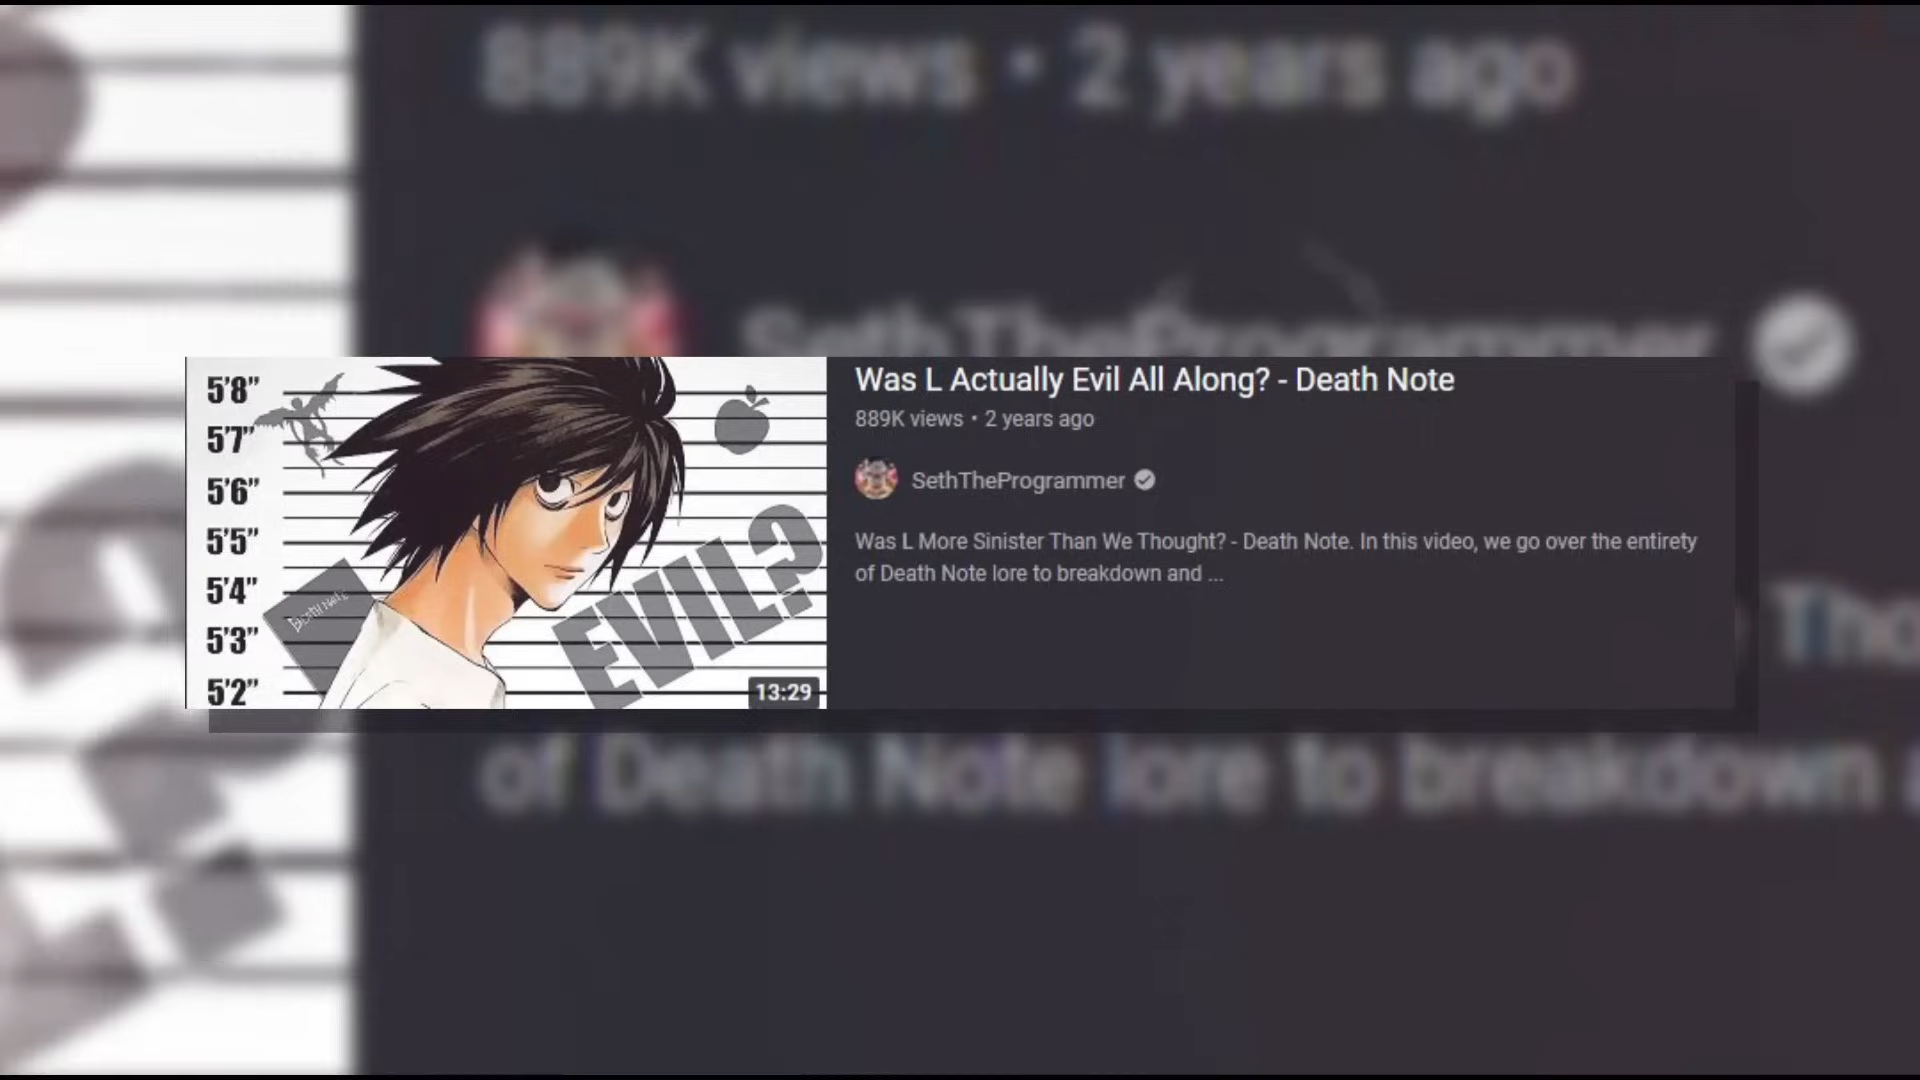 889K views • 2 years ago
SethTheProgrammer
5'8"
5'7"
5'6"
5'5"
5'4"
5'3"
5'2"
DEATH NOTE
EVIL?
13:29
Was L Actually Evil All Along? - Death Note
889K views • 2 years ago
SethTheProgrammer
Was L More Sinister Than We Thought? - Death Note. In this video, we go over the entirety
of Death Note lore to breakdown and ...
of Death Note lore to breakdown